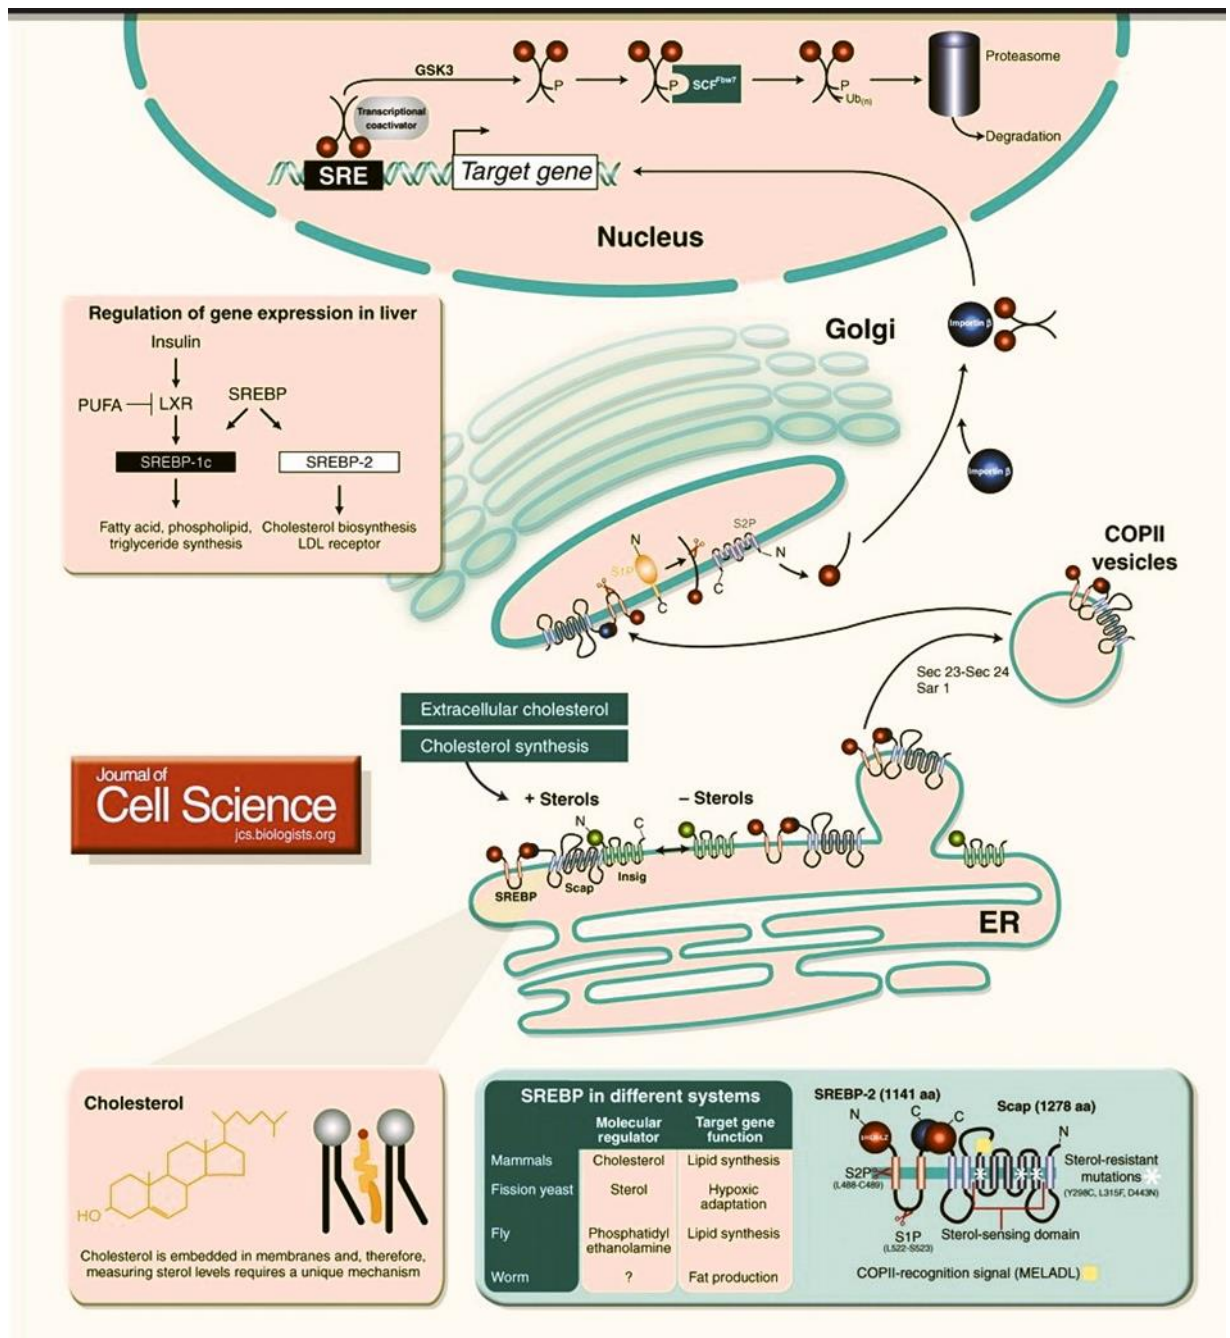 GSK3
P
P
SCFFbw7
P
Ub(n)
Proteasome
Degradation
Transcriptional
coactivator
SRE
Target gene
Nucleus
Regulation of gene expression in liver
Insulin
PUFA
LXR
SREBP
SREBP-1c
SREBP-2
Fatty acid, phospholipid,
triglyceride synthesis
Cholesterol biosynthesis
LDL receptor
Golgi
Importin β
Importin β
N
S1P
C
S2P
N
C
COPII
vesicles
Sec 23-Sec 24
Sar 1
Extracellular cholesterol
Cholesterol synthesis
+ Sterols
– Sterols
N
C
SREBP
Scap
Insig
ER
Journal of
Cell Science
jcs.biologists.org
Cholesterol
HO
Cholesterol is embedded in membranes and, therefore,
measuring sterol levels requires a unique mechanism
SREBP in different systems
Molecular
regulator
Target gene
function
Mammals
Cholesterol
Lipid synthesis
Fission yeast
Sterol
Hypoxic
adaptation
Fly
Phosphatidyl
ethanolamine
Lipid synthesis
Worm
?
Fat production
SREBP-2 (1141 aa)
Scap (1278 aa)
N
C
C
N
S2P
(L488-C489)
S1P
(L522-S523)
Sterol-resistant
mutations
(Y298C, L315F, D443N)
Sterol-sensing domain
COPII-recognition signal (MELADL)